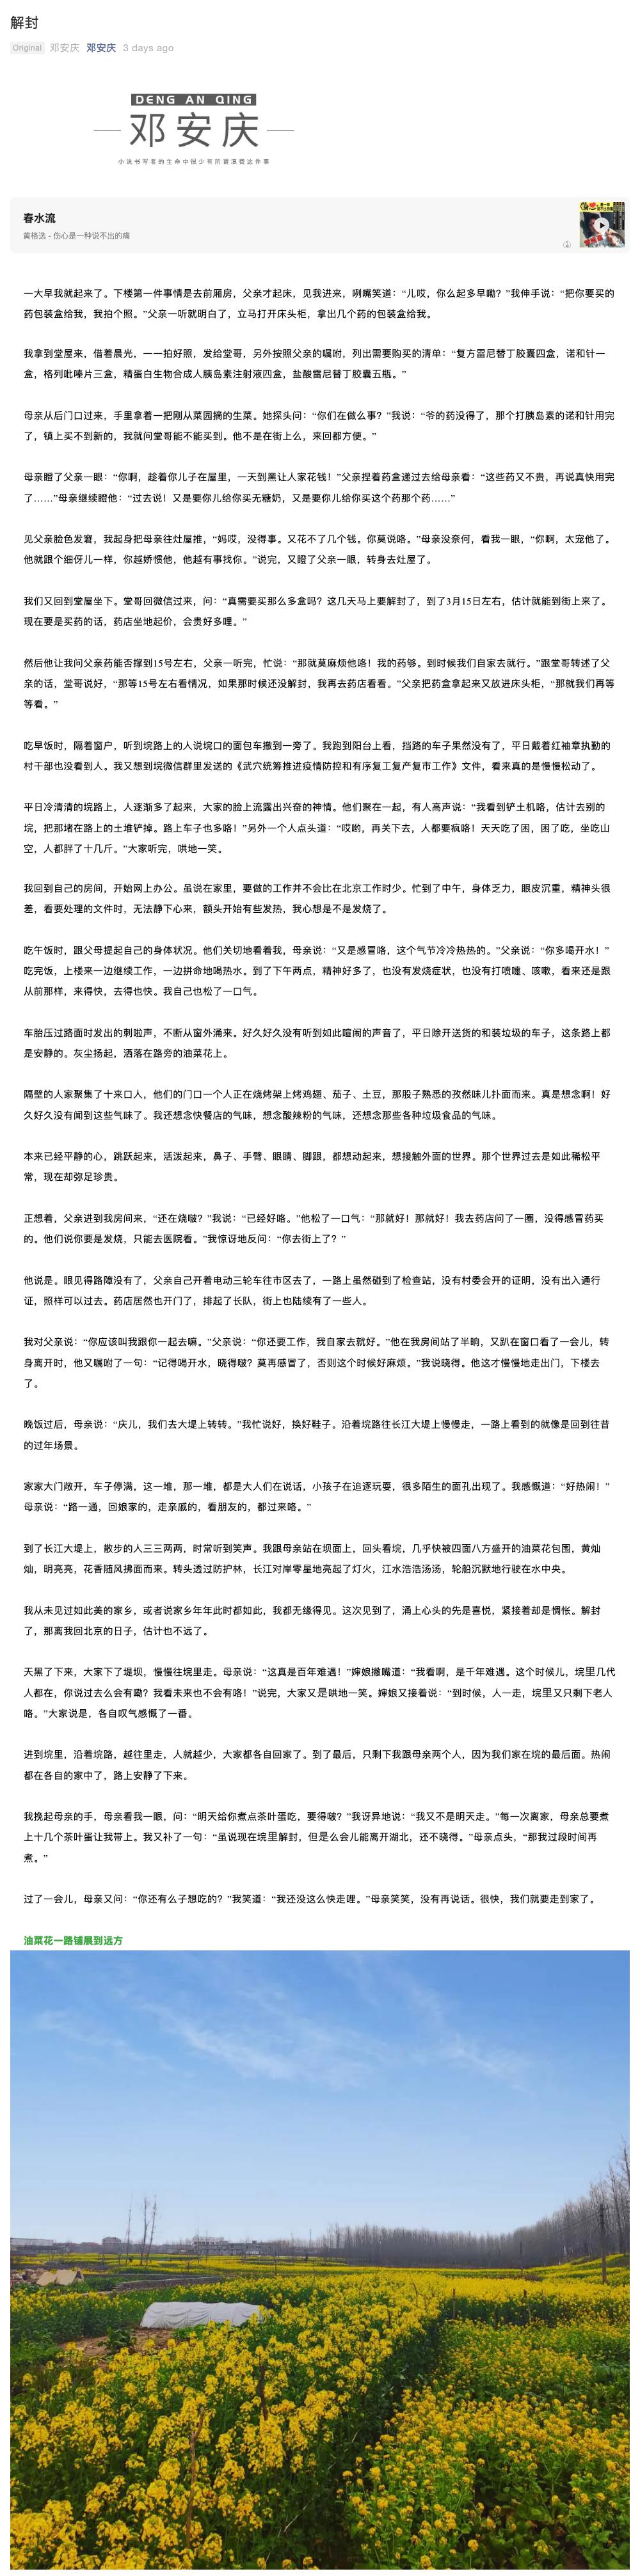 解封
Original 邓安庆 邓安庆 3 days ago
DENG AN QING
邓安庆
小说书写者的生命中很少有所谓浪费这件事
春水流
黄格选 - 伤心是一种说不出的痛
一大早我就起来了。下楼第一件事情是去前厢房，父亲才起床，见我进来，咧嘴笑道：“儿哎，你么起多早嘞？”我伸手说：“把你要买的
药包装盒给我，我拍个照。”父亲一听就明白了，立马打开床头柜，拿出几个药的包装盒给我。
我拿到堂屋来，借着晨光，一一拍好照，发给堂哥，另外按照父亲的嘱咐，列出需要购买的清单：“复方雷尼替丁胶囊四盒，诺和针一
盒，格列吡嗪片三盒，精蛋白生物合成人胰岛素注射液四盒，盐酸雷尼替丁胶囊五瓶。”
母亲从后门口过来，手里拿着一把刚从菜园摘的生菜。她探头问：“你们在做么事？”我说：“爷的药没得了，那个打胰岛素的诺和针用完
了，镇上买不到新的，我就问堂哥能不能买到。他不是在街上么，来回都方便。”
母亲瞪了父亲一眼：“你啊，趁着你儿子在屋里，一天到黑让人家花钱！”父亲捏着药盒递过去给母亲看：“这些药又不贵，再说真快用完
了……”母亲继续瞪他：“过去说！又是要你儿给你买无糖奶，又是要你儿给你买这个药那个药……”
见父亲脸色发窘，我起身把母亲往灶屋推，“妈哎，没得事。又花不了几个钱。你莫说咯。”母亲没奈何，看我一眼，“你啊，太宠他了。
他就跟个细伢儿一样，你越娇惯他，他越有事找你。”说完，又瞪了父亲一眼，转身去灶屋了。
我们又回到堂屋坐下。堂哥回微信过来，问：“真需要买那么多盒吗？这几天马上要解封了，到了3月15日左右，估计就能到街上来了。
现在要是买药的话，药店坐地起价，会贵好多哩。”
然后他让我问父亲药能否撑到15号左右，父亲一听完，忙说：“那就莫麻烦他咯！我的药够。到时候我们自家去就行。”跟堂哥转述了父
亲的话，堂哥说好，“那等15号左右看情况，如果那时候还没解封，我再去药店看看。”父亲把药盒拿起来又放进床头柜，“那就我们再等
等看。”
吃早饭时，隔着窗户，听到垸路上的人说垸口的面包车撤到一旁了。我跑到阳台上看，挡路的车子果然没有了，平日戴着红袖章执勤的
村干部也没看到人。我又想到垸微信群里发送的《武穴统筹推进疫情防控和有序复工复产复市工作》文件，看来真的是慢慢松动了。
平日冷清清的垸路上，人逐渐多了起来，大家的脸上流露出兴奋的神情。他们聚在一起，有人高声说：“我看到铲土机咯，估计去别的
垸，把那堵在路上的土堆铲掉。路上车子也多咯！”另外一个人点头道：“哎哟，再关下去，人都要疯咯！天天吃了困，困了吃，坐吃山
空，人都胖了十几斤。”大家听完，哄地一笑。
我回到自己的房间，开始网上办公。虽说在家里，要做的工作并不会比在北京工作时少。忙到了中午，身体乏力，眼皮沉重，精神头很
差，看要处理的文件时，无法静下心来，额头开始有些发热，我心想是不是发烧了。
吃午饭时，跟父母提起自己的身体状况。他们关切地看着我，母亲说：“又是感冒咯，这个气节冷冷热热的。”父亲说：“你多喝开水！”
吃完饭，上楼来一边继续工作，一边拼命地喝热水。到了下午两点，精神好多了，也没有发烧症状，也没有打喷嚏、咳嗽，看来还是跟
从前那样，来得快，去得也快。我自己也松了一口气。
车胎压过路面时发出的刺啦声，不断从窗外涌来。好久好久没有听到如此喧闹的声音了，平日除开送货的和装垃圾的车子，这条路上都
是安静的。灰尘扬起，洒落在路旁的油菜花上。
隔壁的人家聚集了十来口人，他们的门口一个人正在烧烤架上烤鸡翅、茄子、土豆，那股子熟悉的孜然味儿扑面而来。真是想念啊！好
久好久没有闻到这些气味了。我还想念快餐店的气味，想念酸辣粉的气味，还想念那些各种垃圾食品的气味。
本来已经平静的心，跳跃起来，活泼起来，鼻子、手臂、眼睛、脚跟，都想动起来，想接触外面的世界。那个世界过去是如此稀松平
常，现在却弥足珍贵。
正想着，父亲进到我房间来，“还在烧啵？”我说：“已经好咯。”他松了一口气：“那就好！那就好！我去药店问了一圈，没得感冒药买
的。他们说你要是发烧，只能去医院看。”我惊讶地反问：“你去街上了？”
他说是。眼见得路障没有了，父亲自己开着电动三轮车往市区去了，一路上虽然碰到了检查站，没有村委会开的证明，没有出入通行
证，照样可以过去。药店居然也开门了，排起了长队，街上也陆续有了一些人。
我对父亲说：“你应该叫我跟你一起去嘛。”父亲说：“你还要工作，我自家去就好。”他在我房间站了半晌，又趴在窗口看了一会儿，转
身离开时，他又嘱咐了一句：“记得喝开水，晓得啵？莫再感冒了，否则这个时候好麻烦。”我说晓得。他这才慢慢地走出门，下楼去
了。
晚饭过后，母亲说：“庆儿，我们去大堤上转转。”我忙说好，换好鞋子。沿着垸路往长江大堤上慢慢走，一路上看到的就像是回到往昔
的过年场景。
家家大门敞开，车子停满，这一堆，那一堆，都是大人们在说话，小孩子在追逐玩耍，很多陌生的面孔出现了。我感慨道：“好热闹！”
母亲说：“路一通，回娘家的，走亲戚的，看朋友的，都过来咯。”
到了长江大堤上，散步的人三三两两，时常听到笑声。我跟母亲站在坝面上，回头看垸，几乎快被四面八方盛开的油菜花包围，黄灿
灿，明亮亮，花香随风拂面而来。转头透过防护林，长江对岸零星地亮起了灯火，江水浩浩汤汤，轮船沉默地行驶在水中央。
我从未见过如此美的家乡，或者说家乡年年此时都如此，我都无缘得见。这次见到了，涌上心头的先是喜悦，紧接着却是惆怅。解封
了，那离我回北京的日子，估计也不远了。
天黑了下来，大家下了堤坝，慢慢往垸里走。母亲说：“这真是百年难遇！”婶娘撇嘴道：“我看啊，是千年难遇。这个时候儿，垸里几代
人都在，你说过去么会有嘞？我看未来也不会有咯！”说完，大家又是哄地一笑。婶娘又接着说：“到时候，人一走，垸里又只剩下老人
咯。”大家说是，各自叹气感慨了一番。
进到垸里，沿着垸路，越往里走，人就越少，大家都各自回家了。到了最后，只剩下我跟母亲两个人，因为我们家在垸的最后面。热闹
都在各自的家中了，路上安静了下来。
我挽起母亲的手，母亲看我一眼，问：“明天给你煮点茶叶蛋吃，要得啵？”我讶异地说：“我又不是明天走。”每一次离家，母亲总要煮
上十几个茶叶蛋让我带上。我又补了一句：“虽说现在垸里解封，但是么会儿能离开湖北，还不晓得。”母亲点头，“那我过段时间再
煮。”
过了一会儿，母亲又问：“你还有么子想吃的？”我笑道：“我还没这么快走哩。”母亲笑笑，没有再说话。很快，我们就要走到家了。
油菜花一路铺展到远方